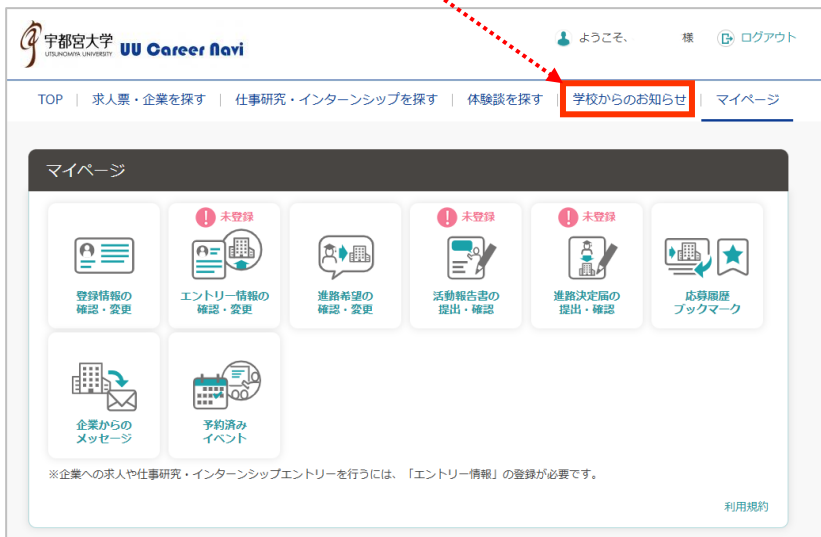 宇都宮大学 UU Career Navi
UTSUNOMIYA UNIVERSITY
ようこそ、 様 ログアウト
TOP | 求人票・企業を探す | 仕事研究・インターンシップを探す | 体験談を探す | 学校からのお知らせ | マイページ
マイページ
未登録 未登録 未登録
登録情報の エントリー情報の 進路希望の 活動報告書の 進路決定届の 応募履歴
確認・変更 確認・変更 確認・変更 提出・確認 提出・確認 ブックマーク
企業からの 予約済み
メッセージ イベント
※企業への求人や仕事研究・インターンシップエントリーを行うには、「エントリー情報」の登録が必要です。
利用規約